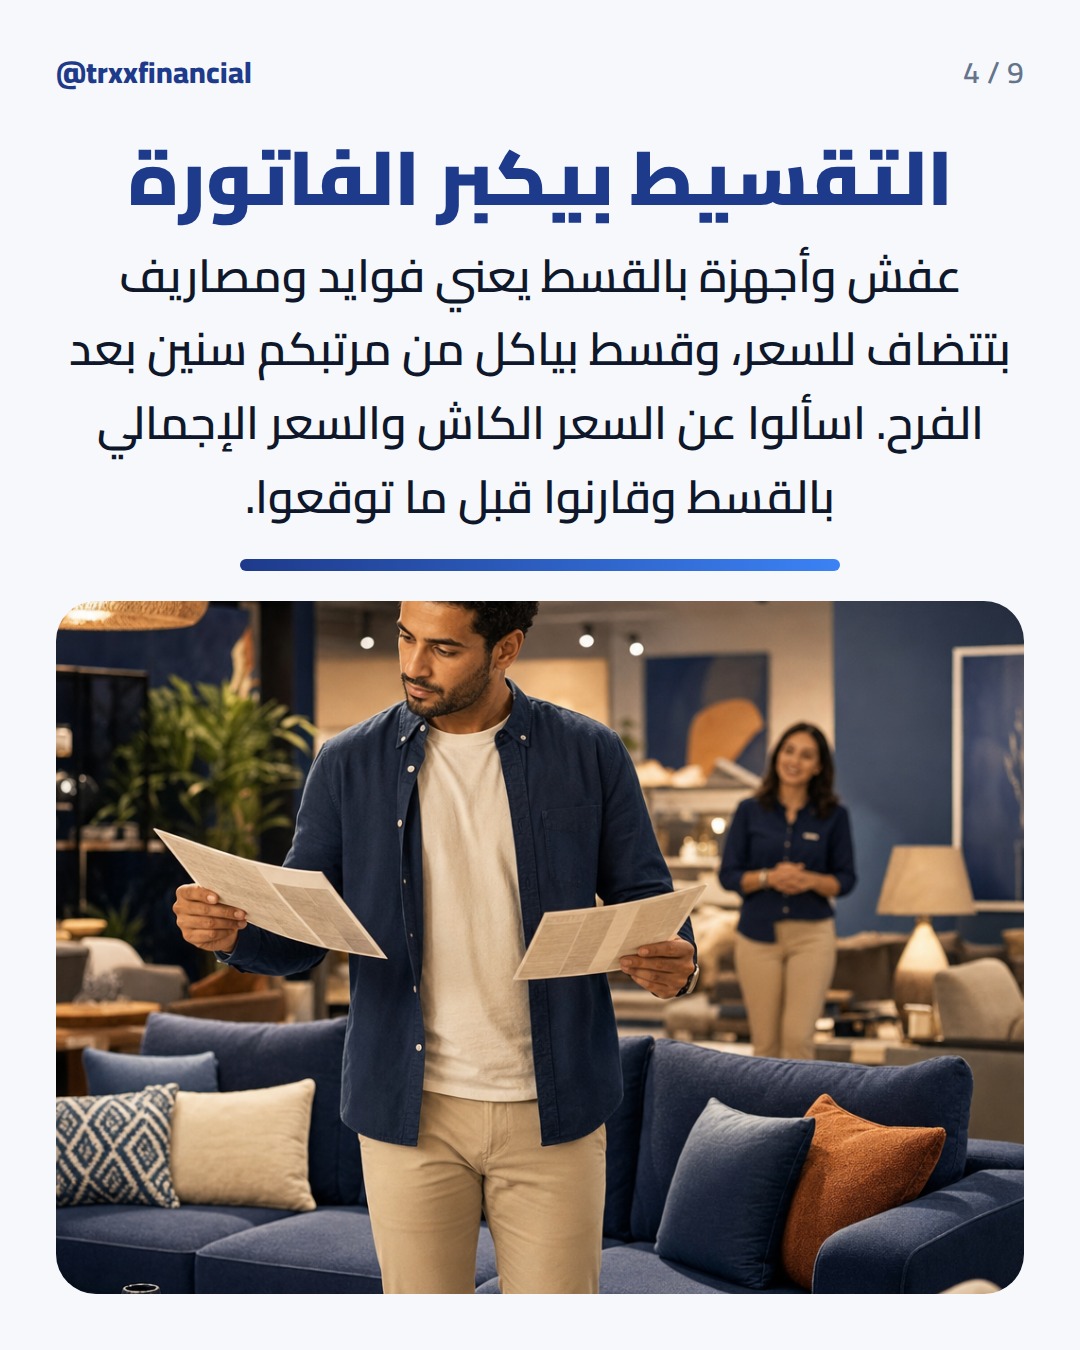 @trxxfinancial
4 / 9
التقسيط بيكبر الفاتورة
عفش وأجهزة بالقسط يعني فوايد ومصاريف
بتتضاف للسعر، وقسط بياكل من مرتبكم سنين بعد
الفرح. اسألوا عن السعر الكاش والسعر الإجمالي
بالقسط وقارنوا قبل ما توقعوا.